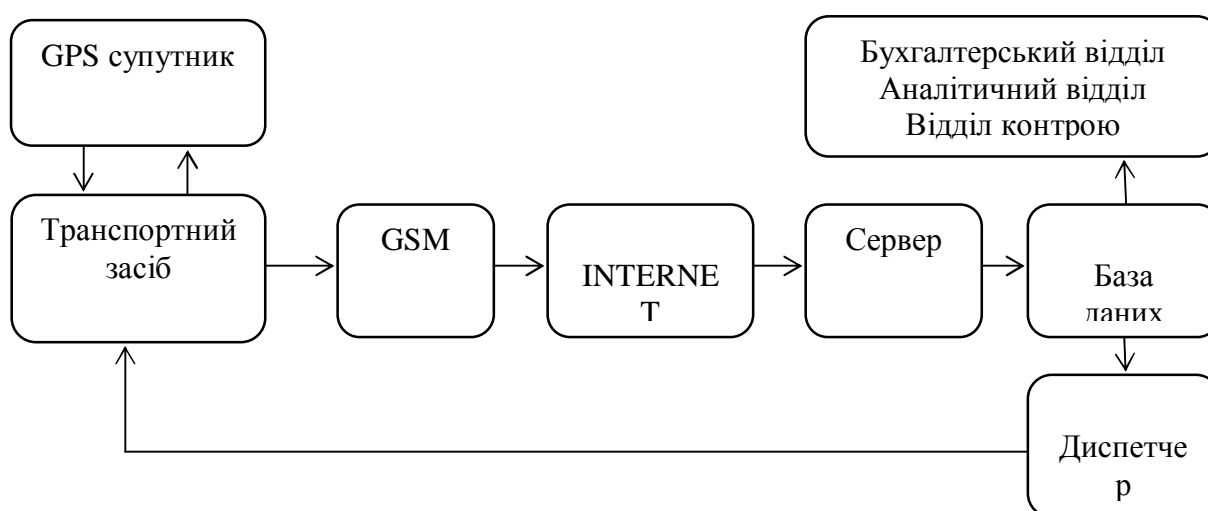 GPS супутник
Бухгалтерський відділ
Аналітичний відділ
Відділ контрою
Транспортний
засіб
GSM
INTERNE
T
Сервер
База
даних
Диспетче
р